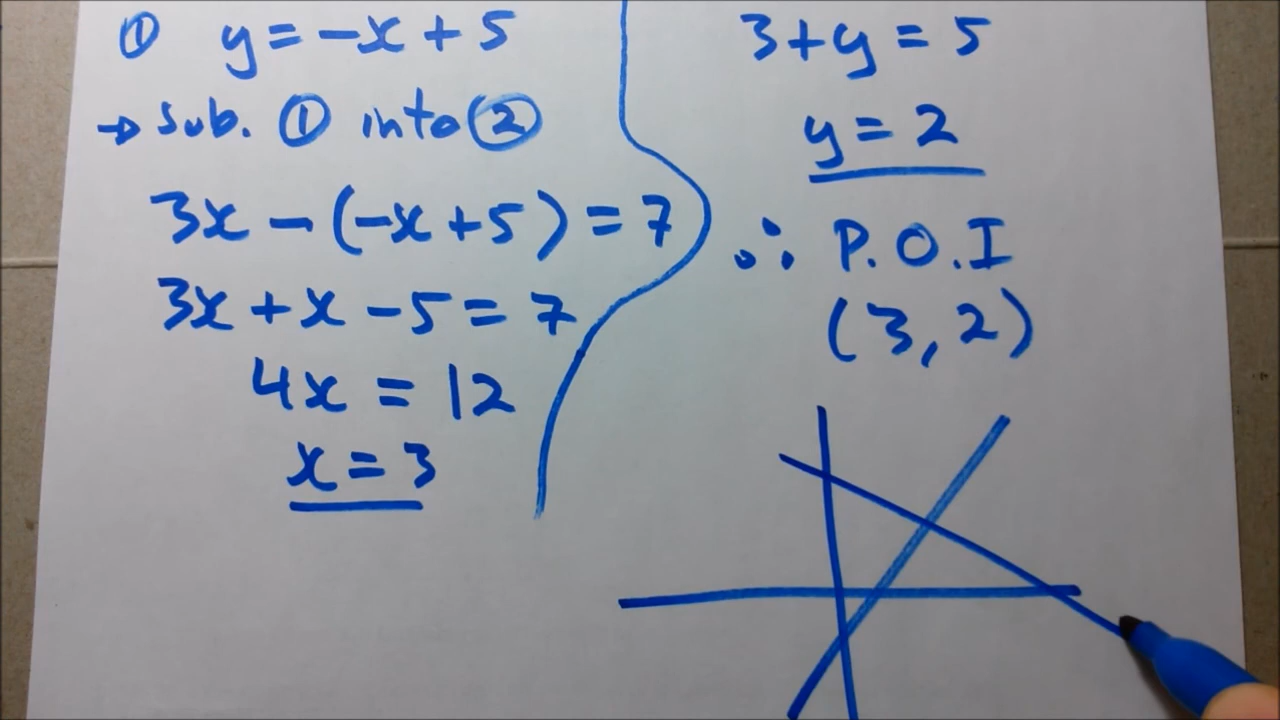 ① y = -x + 5
→ sub. ① into ②
3x - (-x + 5) = 7
3x + x - 5 = 7
4x = 12
x = 3
3 + y = 5
y = 2
∴ P.O.I
(3, 2)